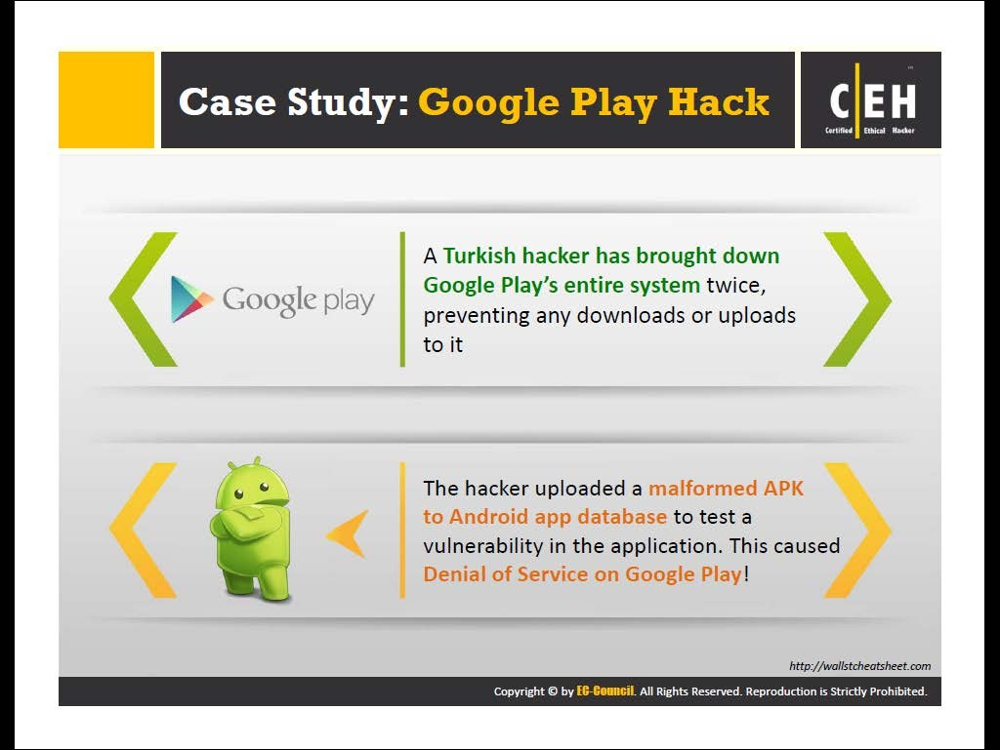 Case Study: Google Play Hack
C|EH
Certified Ethical Hacker
Google play
A Turkish hacker has brought down
Google Play’s entire system twice,
preventing any downloads or uploads
to it
The hacker uploaded a malformed APK
to Android app database to test a
vulnerability in the application. This caused
Denial of Service on Google Play!
http://wallstcheatsheet.com
Copyright © by EC-Council. All Rights Reserved. Reproduction is Strictly Prohibited.